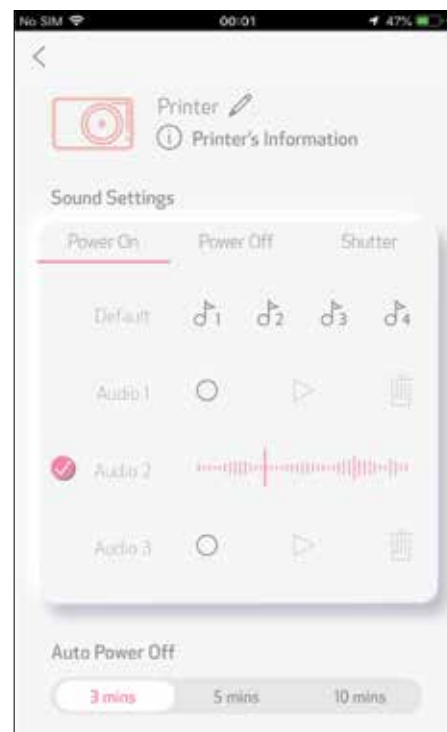 No SIM 00:01 47%
Printer
Printer's Information
Sound Settings
Power On Power Off Shutter
Default 1 2 3 4
Audio 1
Audio 2
Audio 3
Auto Power Off
3 mins 5 mins 10 mins